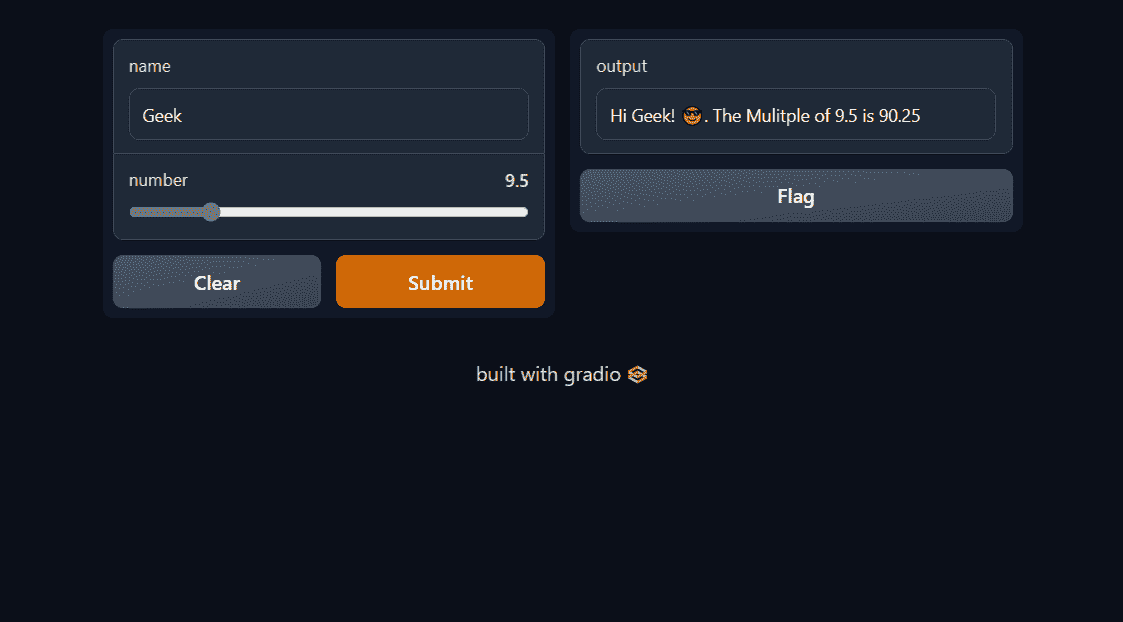 name
Geek
number 9.5
Clear Submit
output
Hi Geek! 😎. The Mulitple of 9.5 is 90.25
Flag
built with gradio